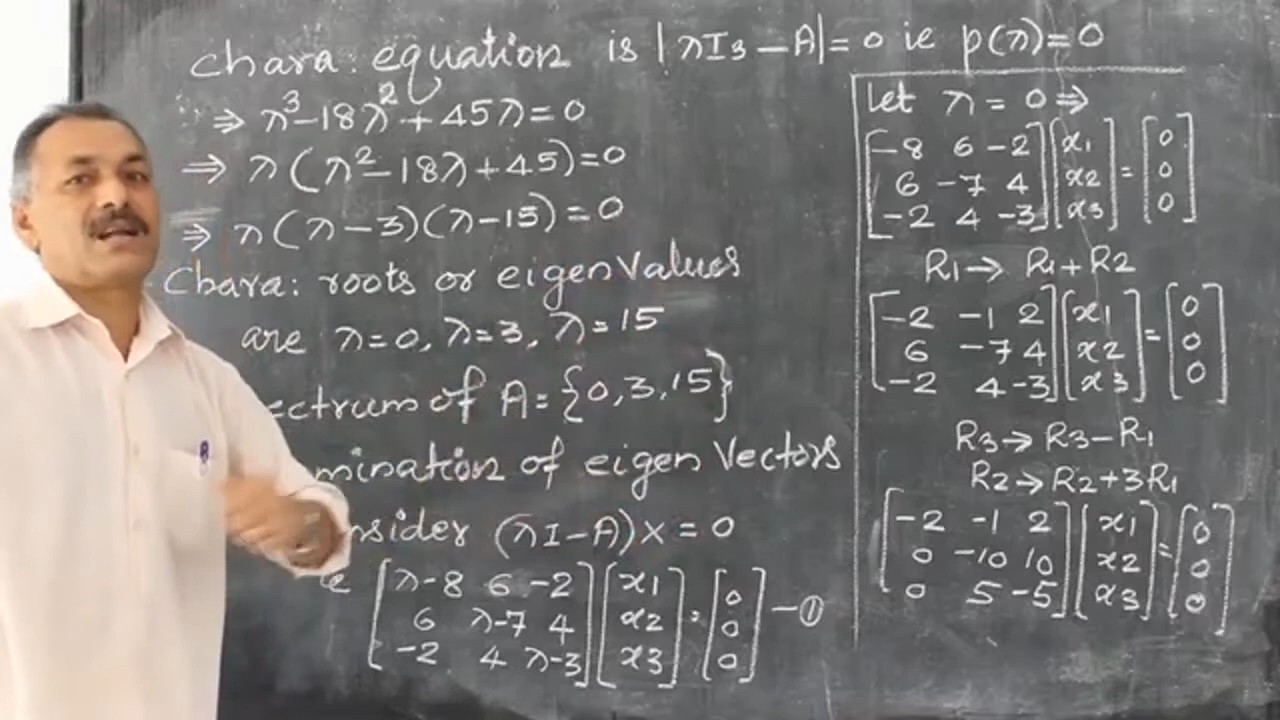 Chara: equation is |λI3 − A| = 0 ie p(λ) = 0
⇒ λ³ − 18λ² + 45λ = 0
⇒ λ(λ² − 18λ + 45) = 0
⇒ λ(λ − 3)(λ − 15) = 0
Chara: roots or eigen Values
are λ = 0, λ = 3, λ = 15
ectrum of A = {0, 3, 15}
mination of eigen Vectors
nsider (λI − A)X = 0
e [λ-8 6 -2] [x1] = [0]
[6 λ-7 4] [x2] [0] — ①
[-2 4 λ-3] [x3] [0]
let λ = 0 ⇒
[-8 6 -2] [x1] = [0]
[6 -7 4] [x2] [0]
[-2 4 -3] [x3] [0]
R1 → R1 + R2
[-2 -1 2] [x1] = [0]
[6 -7 4] [x2] [0]
[-2 4 -3] [x3] [0]
R3 → R3 − R1
R2 → R2 + 3R1
[-2 -1 2] [x1] = [0]
[0 -10 10] [x2] [0]
[0 5 -5] [x3] [0]